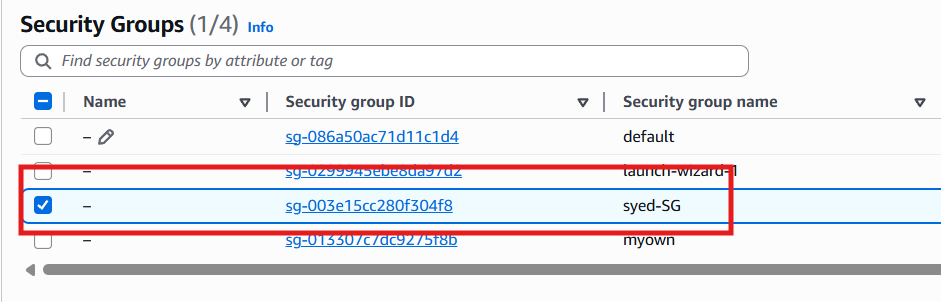 Security Groups (1/4) Info
Find security groups by attribute or tag
Name Security group ID Security group name
– sg-086a50ac71d11c1d4 default
– sg-0299945ebe8da97d2 launch-wizard-1
– sg-003e15cc280f304f8 syed-SG
– sg-013307c7dc9275f8b myown